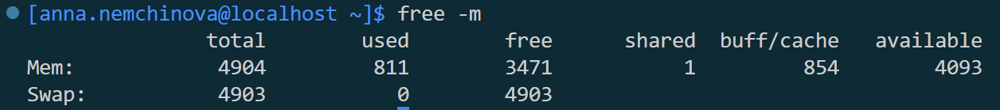 [anna.nemchinova@localhost ~]$ free -m
total used free shared buff/cache available
Mem: 4904 811 3471 1 854 4093
Swap: 4903 0 4903